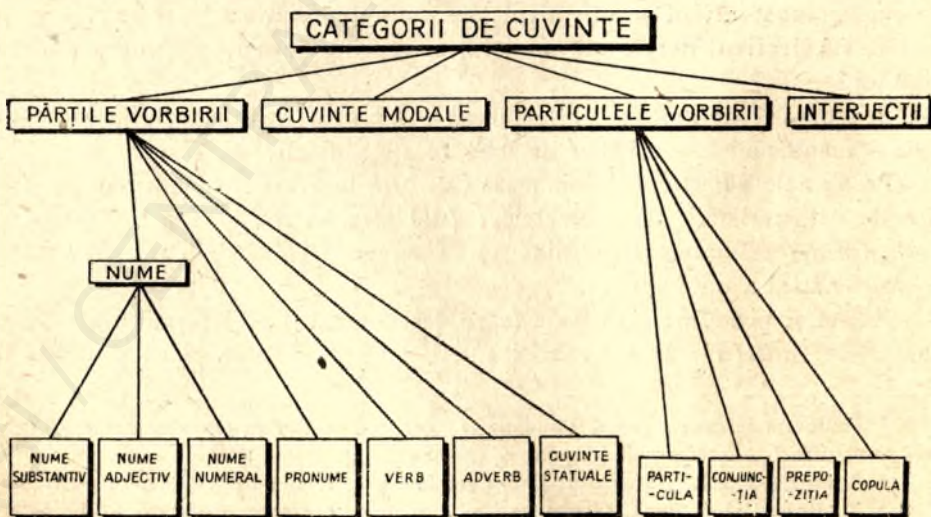 CATEGORII DE CUVINTE
PĂRȚILE VORBIRII
CUVINTE MODALE
PARTICULELE VORBIRII
INTERJECȚII
NUME
NUME
SUBSTANTIV
NUME
ADJECTIV
NUME
NUMERAL
PRONUME
VERB
ADVERB
CUVINTE
STATUALE
PARTI-
-CULA
CONJUNC-
-ȚIA
PREPO-
-ZIȚIA
COPULA